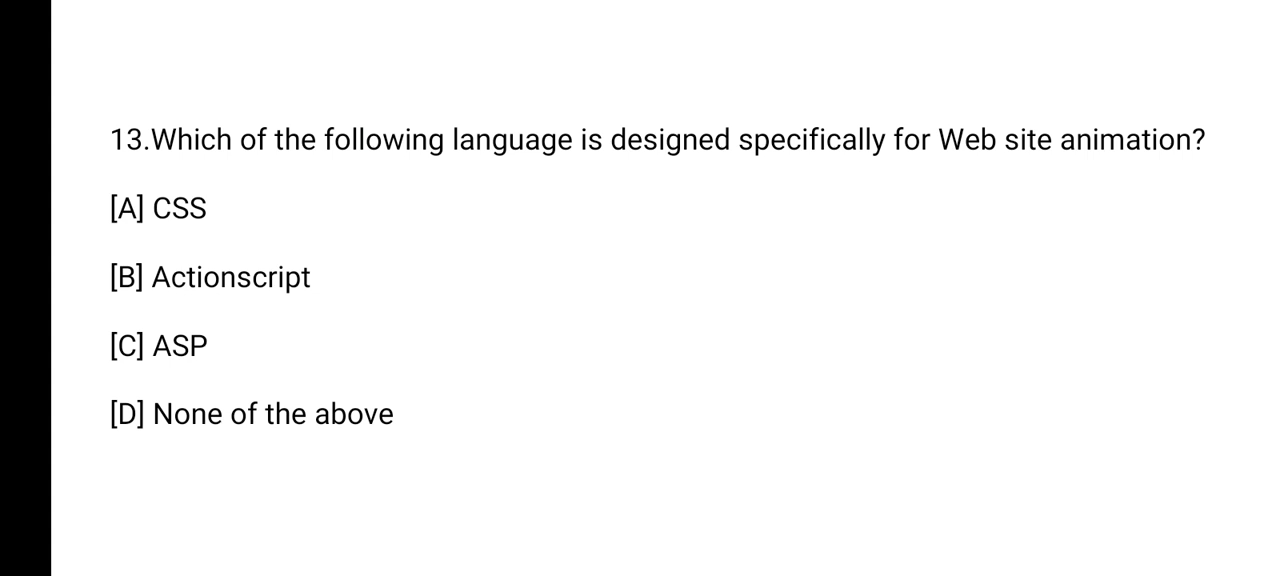 13.Which of the following language is designed specifically for Web site animation?
[A] CSS
[B] Actionscript
[C] ASP
[D] None of the above